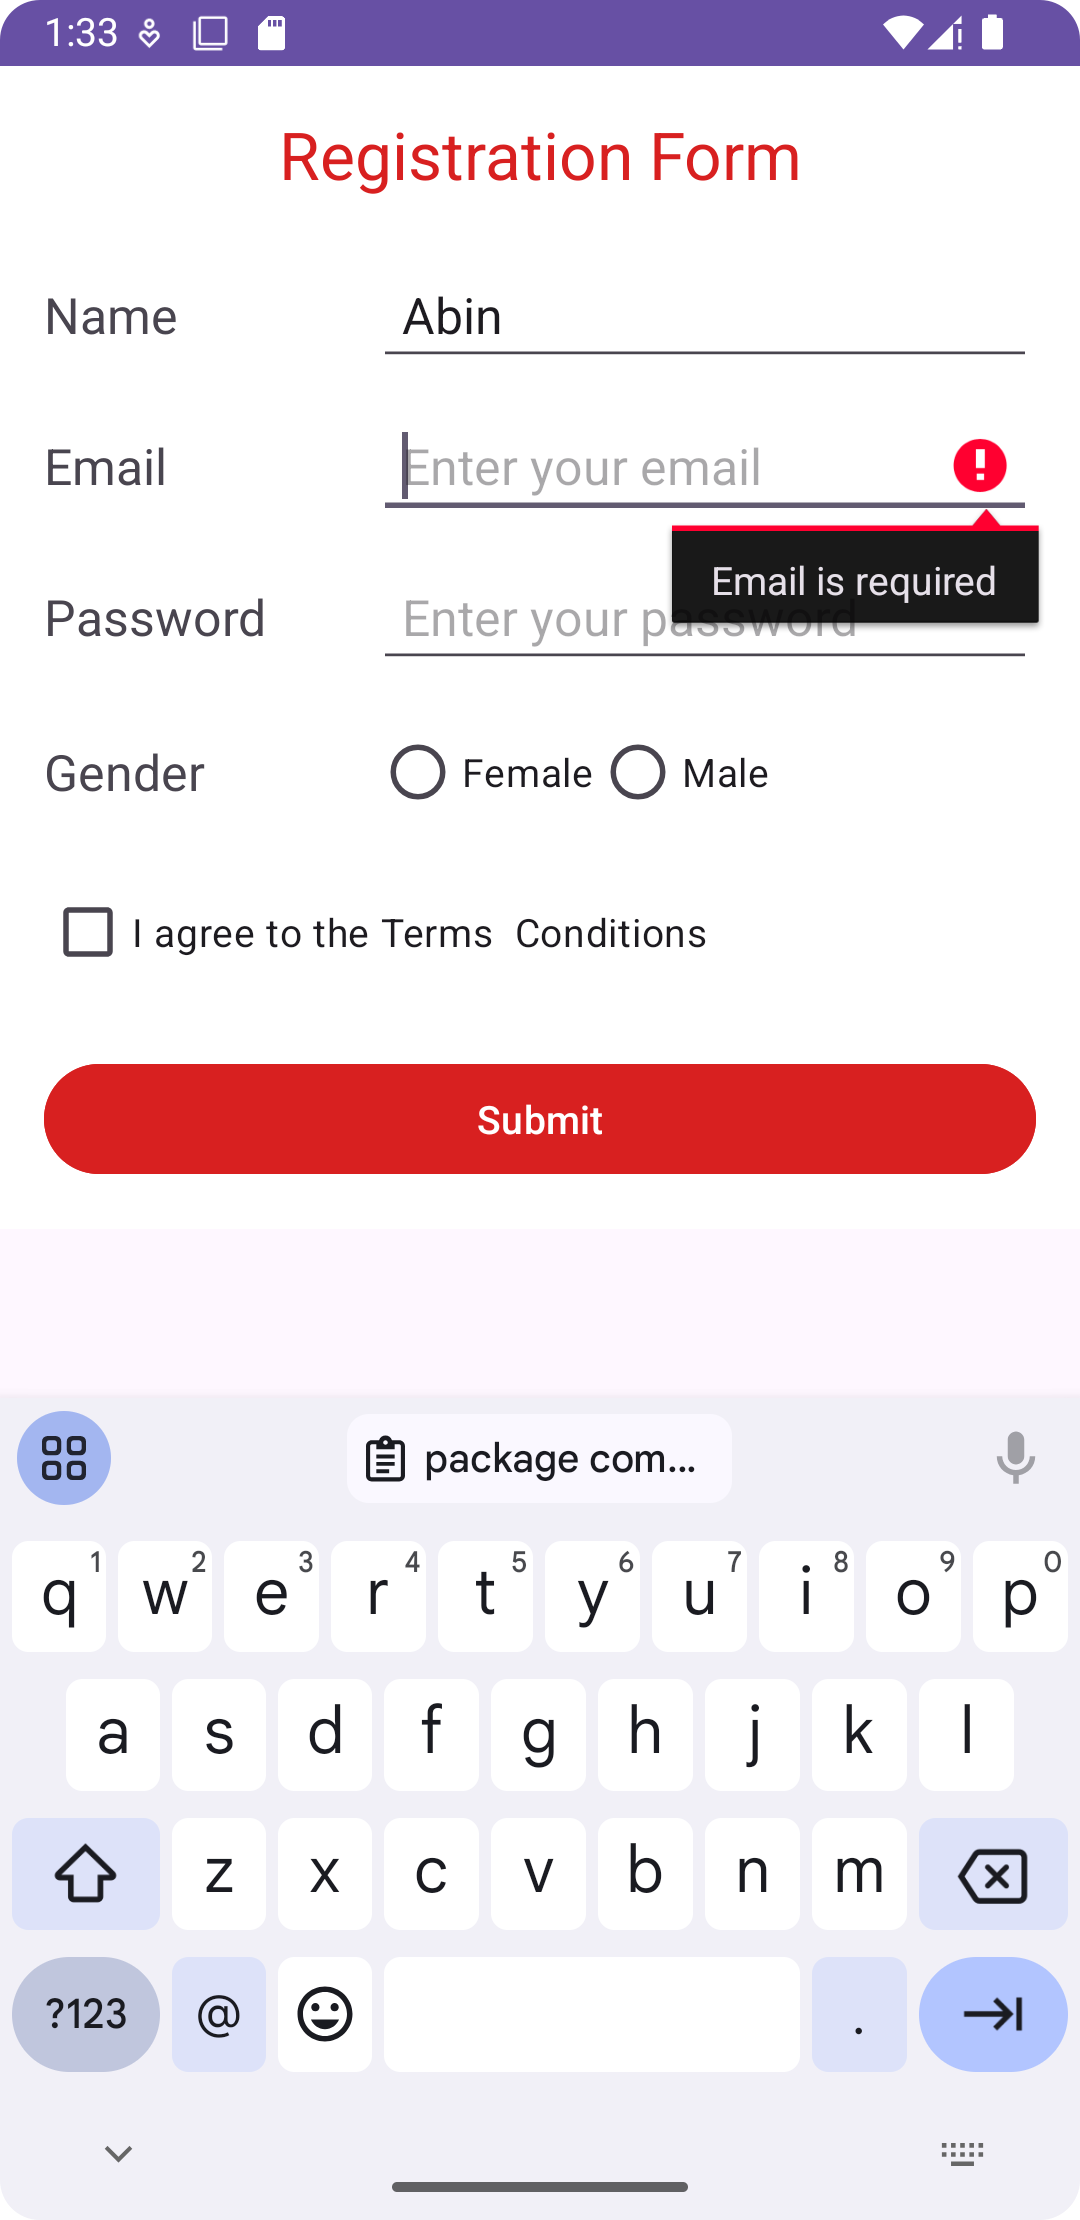 1:33
Registration Form
Name Abin
Email Enter your email
Email is required
Password Enter your password
Gender Female Male
I agree to the Terms  Conditions
Submit
package com...
q1 w2 e3 r4 t5 y6 u7 i8 o9 p0
a s d f g h j k l
z x c v b n m
?123 @ .